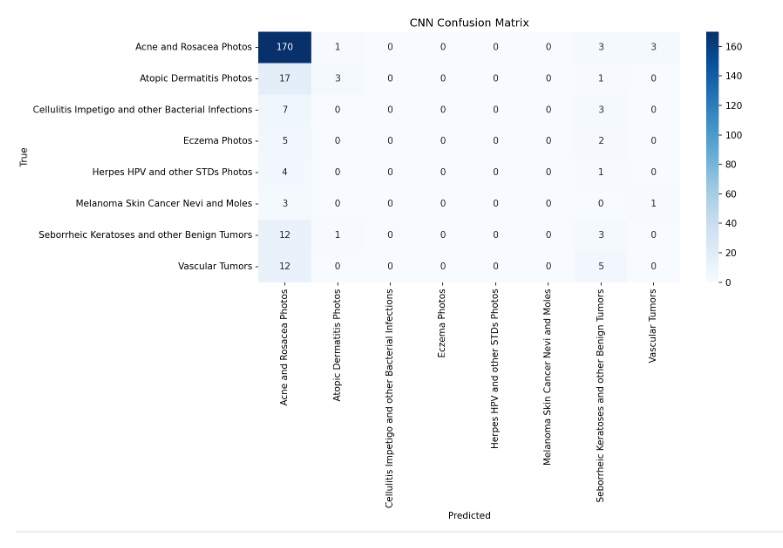 CNN Confusion Matrix
Acne and Rosacea Photos 170 1 0 0 0 0 3 3
Atopic Dermatitis Photos 17 3 0 0 0 0 1 0
Cellulitis Impetigo and other Bacterial Infections 7 0 0 0 0 0 3 0
Eczema Photos 5 0 0 0 0 0 2 0
Herpes HPV and other STDs Photos 4 0 0 0 0 0 1 0
Melanoma Skin Cancer Nevi and Moles 3 0 0 0 0 0 0 1
Seborrheic Keratoses and other Benign Tumors 12 1 0 0 0 0 3 0
Vascular Tumors 12 0 0 0 0 0 5 0
True
Acne and Rosacea Photos
Atopic Dermatitis Photos
Cellulitis Impetigo and other Bacterial Infections
Eczema Photos
Herpes HPV and other STDs Photos
Melanoma Skin Cancer Nevi and Moles
Seborrheic Keratoses and other Benign Tumors
Vascular Tumors
Predicted
160
140
120
100
80
60
40
20
0